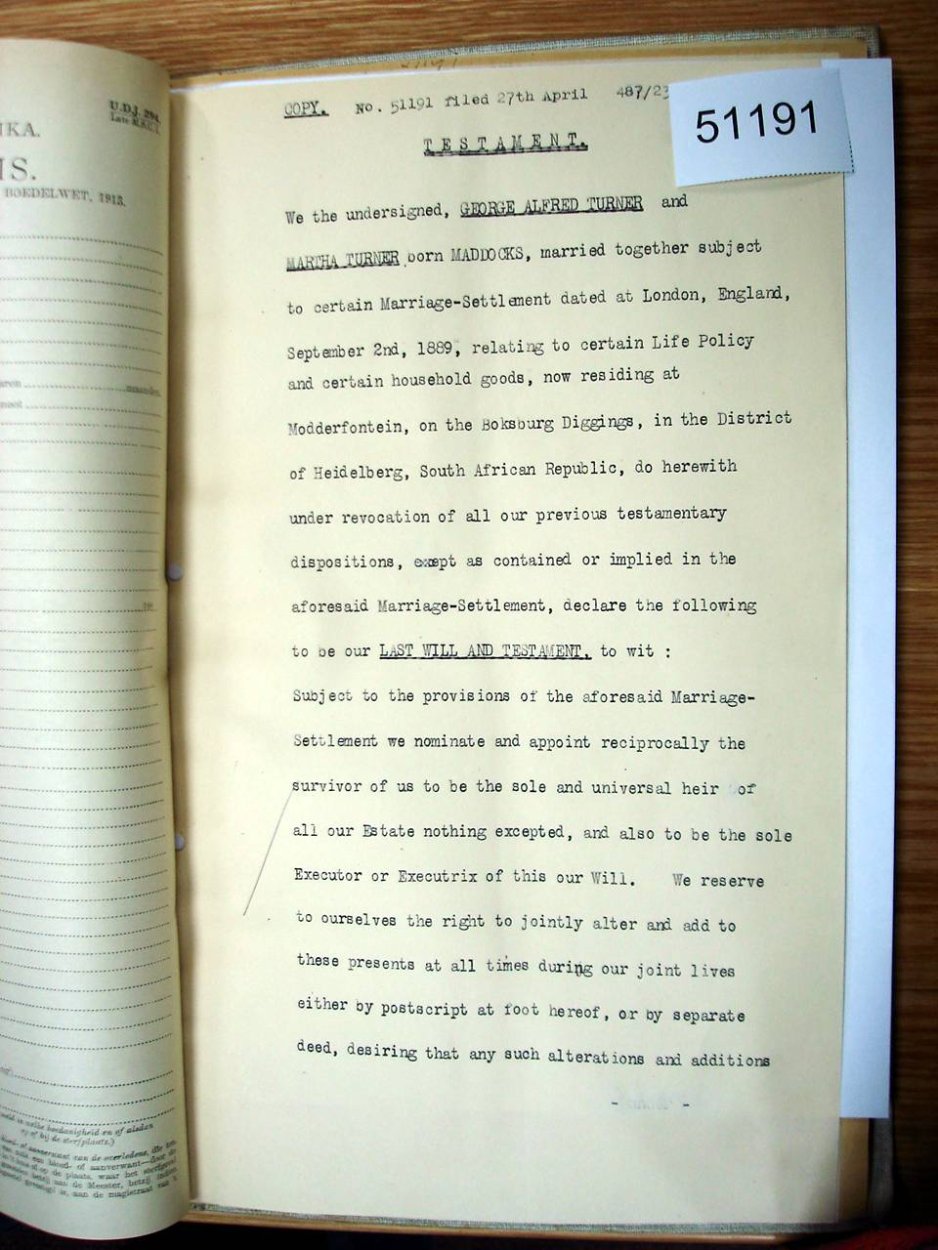 U.D.J. 294.
NKA.
IS.
BOEDELWET, 1913.
COPY. No. 51191 filed 27th April 487/23
51191
TESTAMENT.
We the undersigned, GEORGE ALFRED TURNER and
MARTHA TURNER born MADDOCKS, married together subject
to certain Marriage-Settlement dated at London, England,
September 2nd, 1889, relating to certain Life Policy
and certain household goods, now residing at
Modderfontein, on the Boksburg Diggings, in the District
of Heidelberg, South African Republic, do herewith
under revocation of all our previous testamentary
dispositions, except as contained or implied in the
aforesaid Marriage-Settlement, declare the following
to be our LAST WILL AND TESTAMENT, to wit :
Subject to the provisions of the aforesaid Marriage-
Settlement we nominate and appoint reciprocally the
survivor of us to be the sole and universal heir of
all our Estate nothing excepted, and also to be the sole
Executor or Executrix of this our Will. We reserve
to ourselves the right to jointly alter and add to
these presents at all times during our joint lives
either by postscript at foot hereof, or by separate
deed, desiring that any such alterations and additions